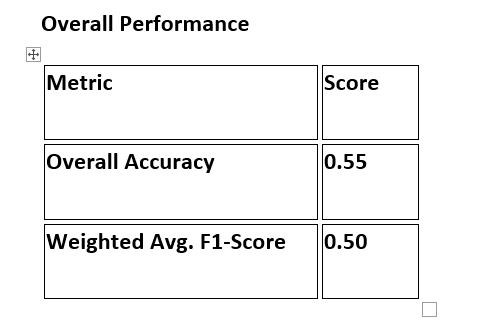 Overall Performance
Metric Score
Overall Accuracy 0.55
Weighted Avg. F1-Score 0.50